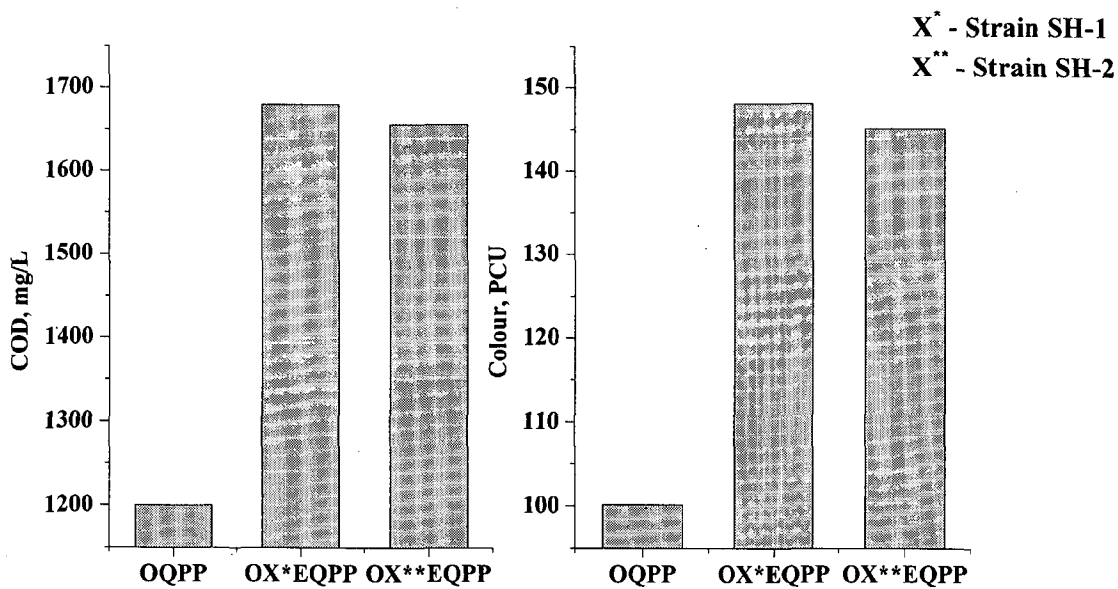 X* - Strain SH-1
X** - Strain SH-2
COD, mg/L
1700
1600
1500
1400
1300
1200
OQPP OX*EQPP OX**EQPP
Colour, PCU
150
140
130
120
110
100
OQPP OX*EQPP OX**EQPP